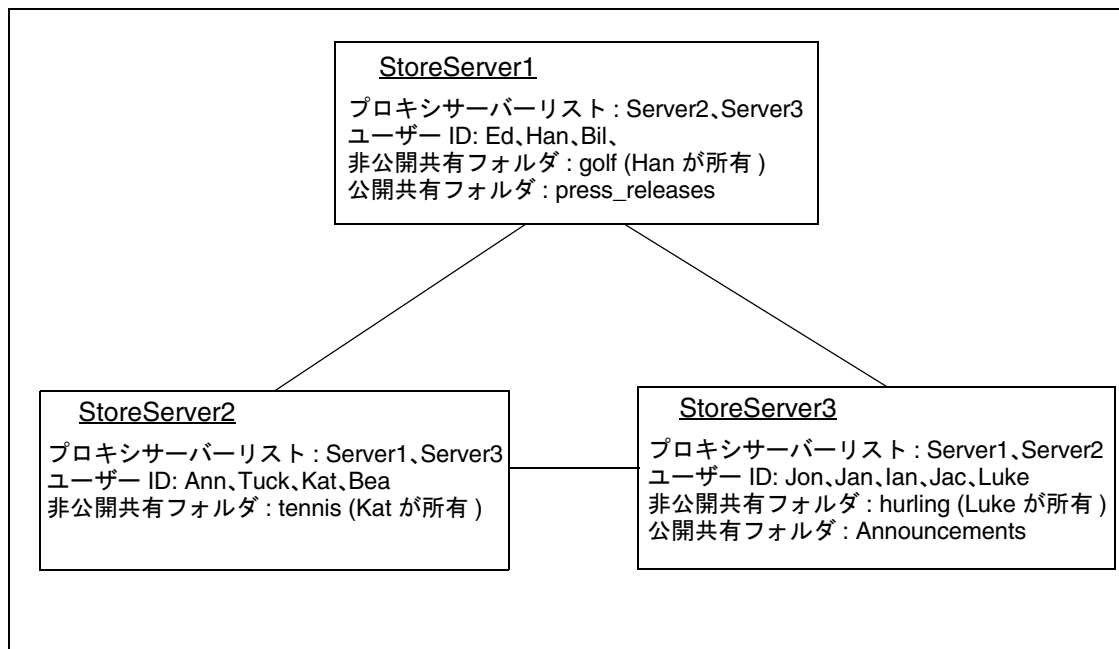 StoreServer1
プロキシサーバーリスト : Server2、Server3
ユーザー ID: Ed、Han、Bil、
非公開共有フォルダ : golf (Han が所有 )
公開共有フォルダ : press_releases
StoreServer2
プロキシサーバーリスト : Server1、Server3
ユーザー ID: Ann、Tuck、Kat、Bea
非公開共有フォルダ : tennis (Kat が所有 )
StoreServer3
プロキシサーバーリスト : Server1、Server2
ユーザー ID: Jon、Jan、Ian、Jac、Luke
非公開共有フォルダ : hurling (Luke が所有 )
公開共有フォルダ : Announcements